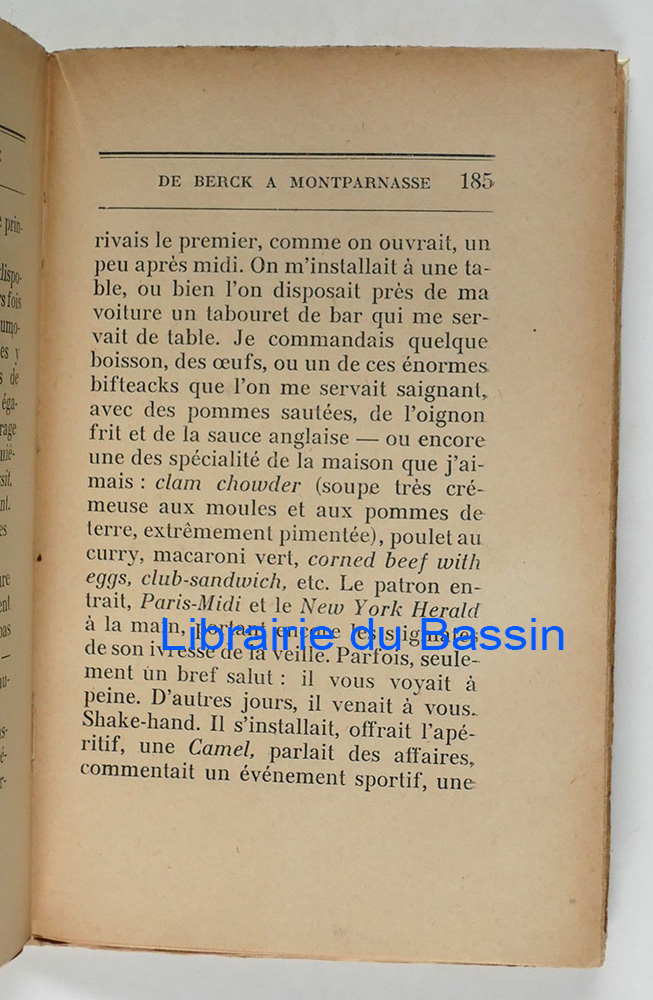 DE BERCK A MONTPARNASSE 185
rivais le premier, comme on ouvrait, un
peu après midi. On m'installait à une ta-
ble, ou bien l'on disposait près de ma
voiture un tabouret de bar qui me ser-
vait de table. Je commandais quelque
boisson, des œufs, ou un de ces énormes
bifteacks que l'on me servait saignant,
avec des pommes sautées, de l'oignon
frit et de la sauce anglaise — ou encore
une des spécialité de la maison que j'ai-
mais : clam chowder (soupe très cré-
meuse aux moules et aux pommes de
terre, extrêmement pimentée), poulet au
curry, macaroni vert, corned beef with
eggs, club-sandwich, etc. Le patron en-
trait, Paris-Midi et le New York Herald
à la main, portant encore les stigmates
de son ivresse de la veille. Parfois, seule-
ment un bref salut : il vous voyait à
peine. D'autres jours, il venait à vous.
Shake-hand. Il s'installait, offrait l'apé-
ritif, une Camel, parlait des affaires,
commentait un événement sportif, une
Librairie du Bassin